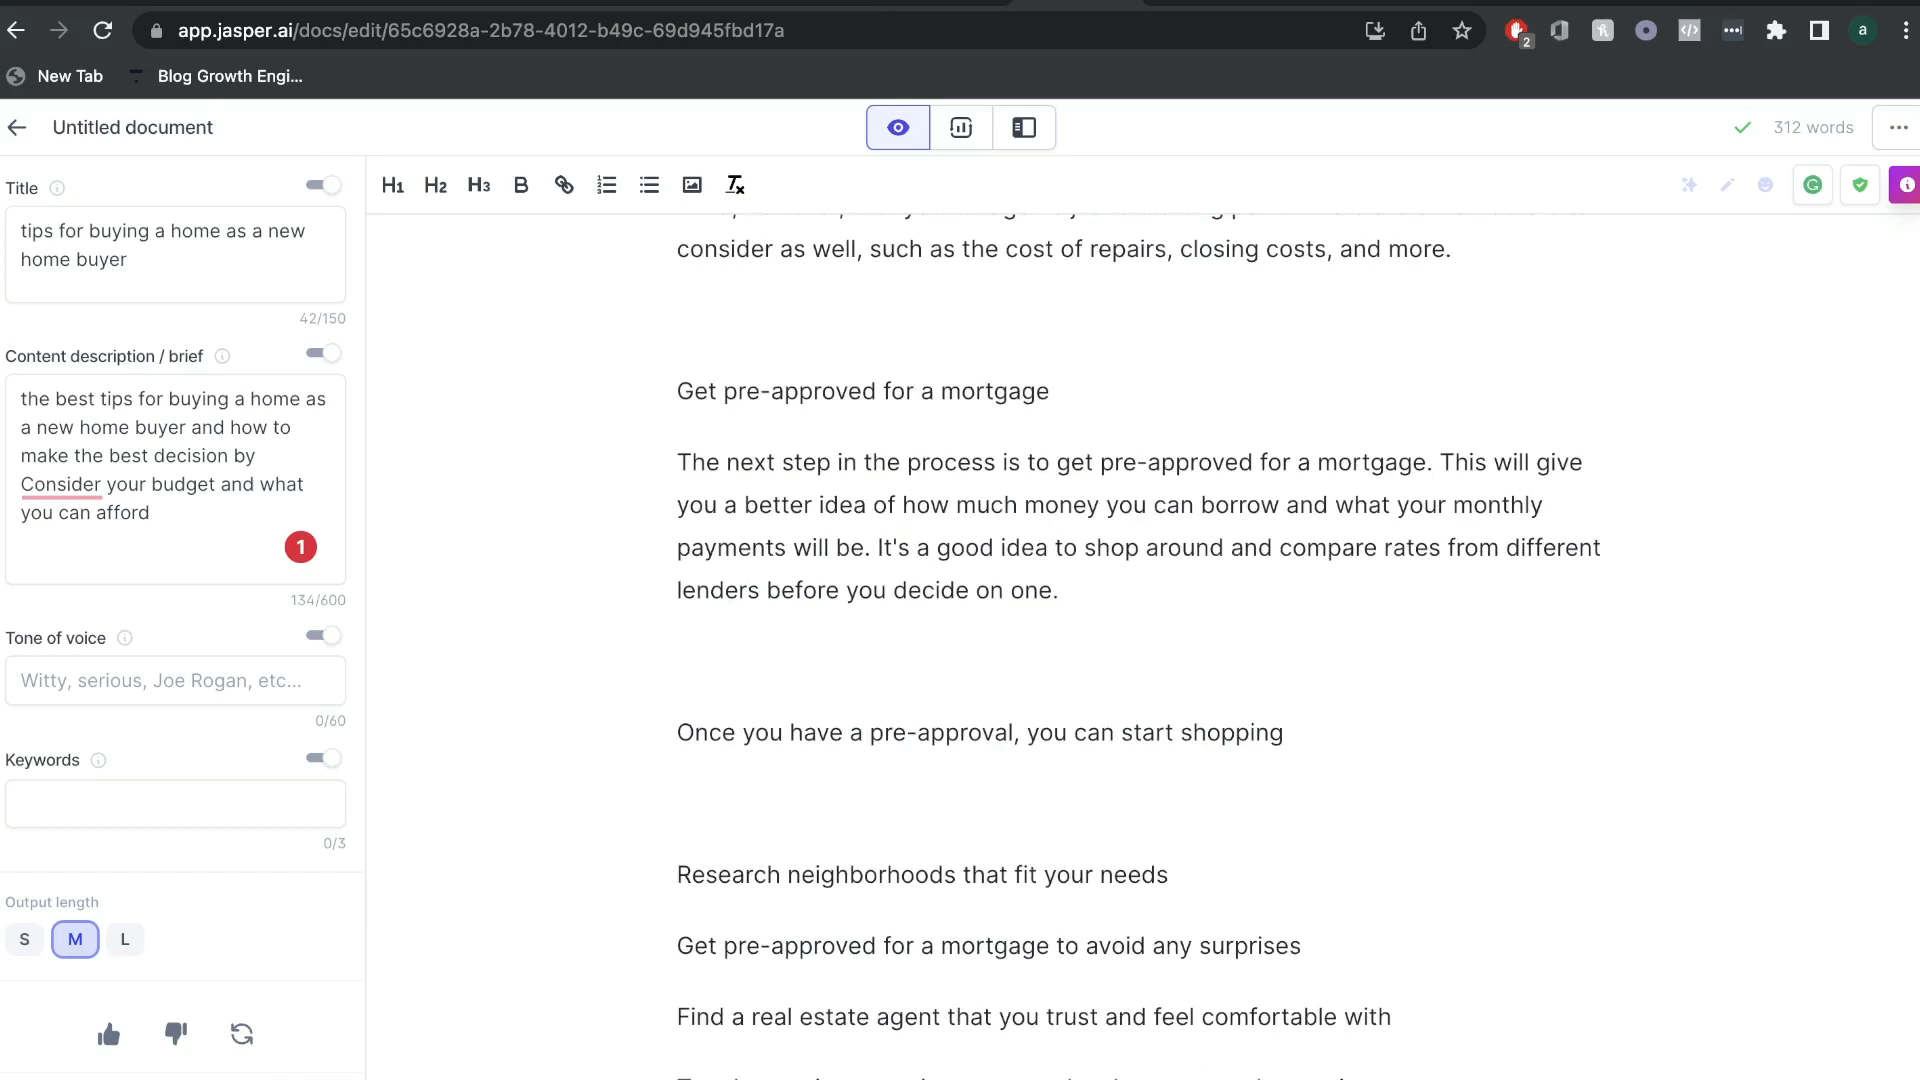 app.jasper.ai/docs/edit/65c6928a-2b78-4012-b49c-69d945fbd17a
2
a
New Tab
Blog Growth Engi...
Untitled document
312 words
Title
tips for buying a home as a new
home buyer
42/150
Content description / brief
the best tips for buying a home as
a new home buyer and how to
make the best decision by
Consider your budget and what
you can afford
1
134/600
Tone of voice
Witty, serious, Joe Rogan, etc...
0/60
Keywords
0/3
Output length
S M L
H1 H2 H3 B
consider as well, such as the cost of repairs, closing costs, and more.
Get pre-approved for a mortgage
The next step in the process is to get pre-approved for a mortgage. This will give
you a better idea of how much money you can borrow and what your monthly
payments will be. It's a good idea to shop around and compare rates from different
lenders before you decide on one.
Once you have a pre-approval, you can start shopping
Research neighborhoods that fit your needs
Get pre-approved for a mortgage to avoid any surprises
Find a real estate agent that you trust and feel comfortable with